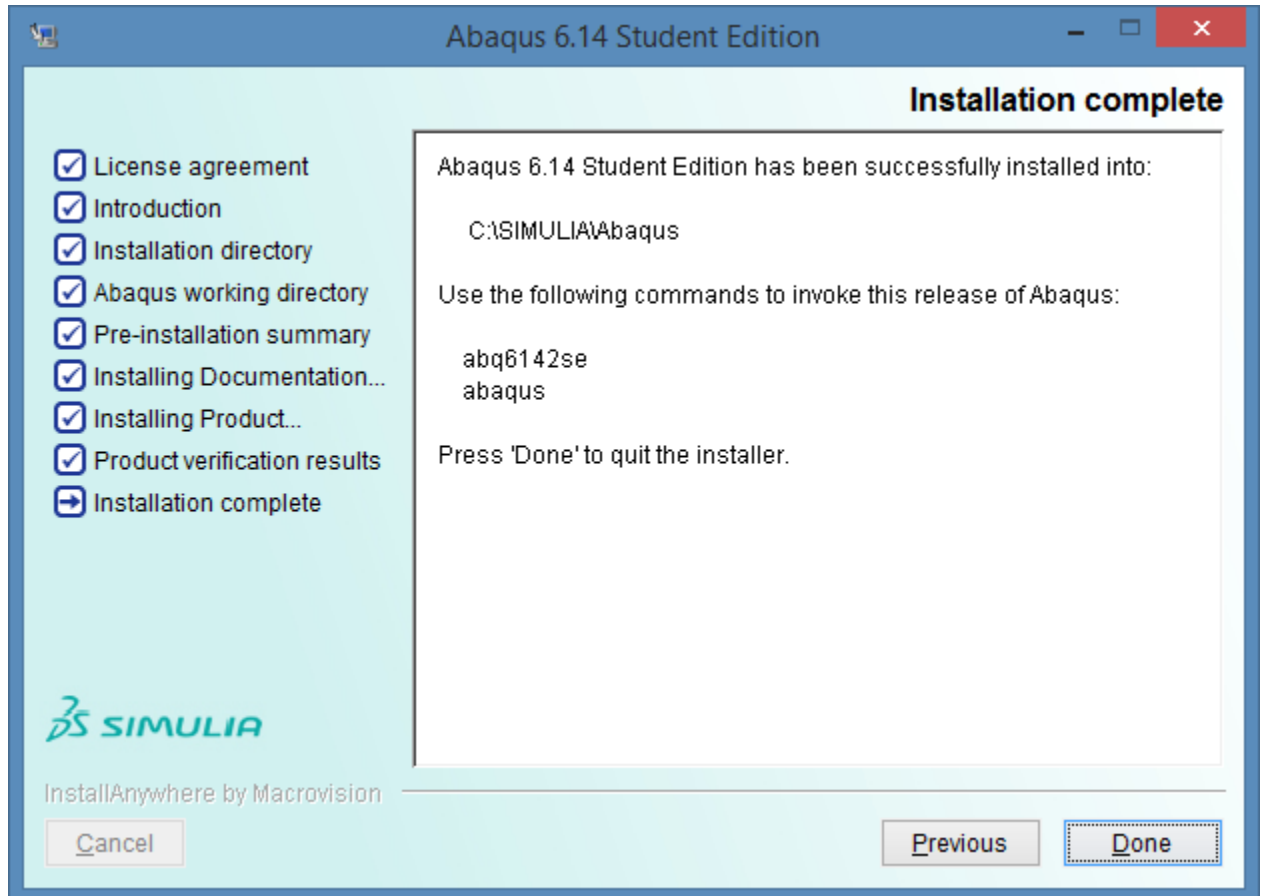 Abaqus 6.14 Student Edition
Installation complete
License agreement
Introduction
Installation directory
Abaqus working directory
Pre-installation summary
Installing Documentation...
Installing Product...
Product verification results
Installation complete
Abaqus 6.14 Student Edition has been successfully installed into:
C:\SIMULIA\Abaqus
Use the following commands to invoke this release of Abaqus:
abq6142se
abaqus
Press 'Done' to quit the installer.
3DS SIMULIA
InstallAnywhere by Macrovision
Cancel
Previous
Done